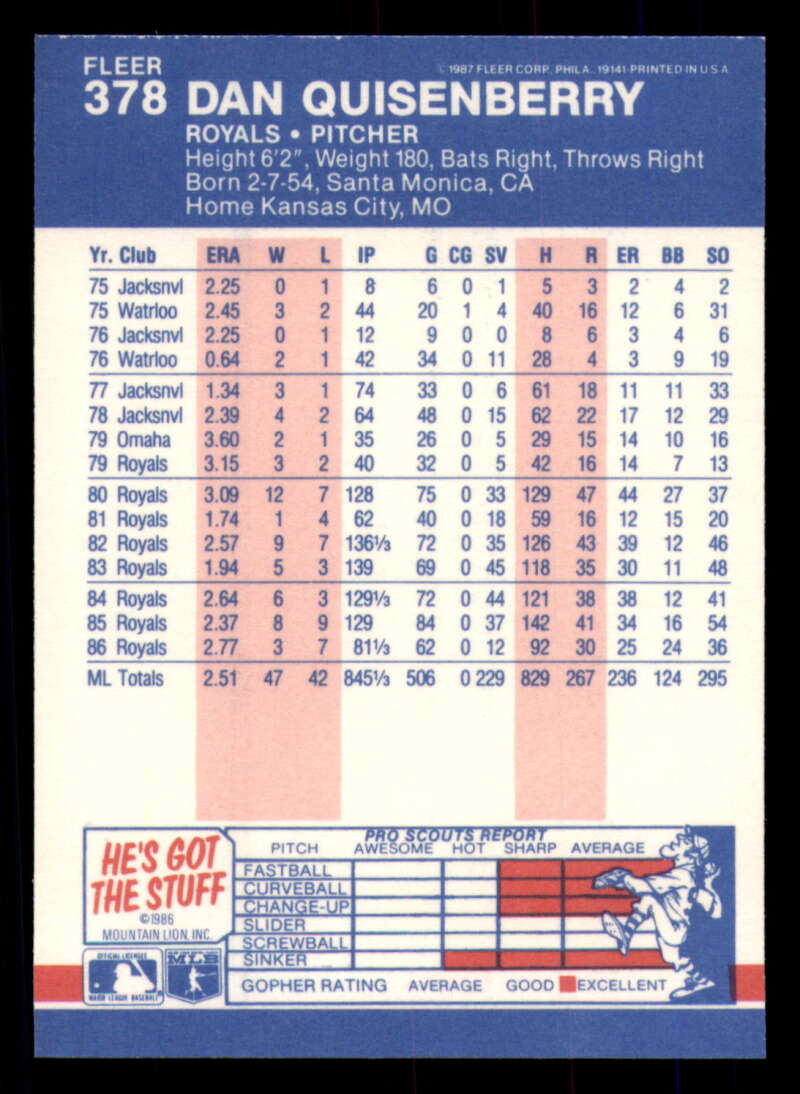 FLEER
©1987 FLEER CORP. PHILA. 19141-PRINTED IN U S A
378 DAN QUISENBERRY
ROYALS • PITCHER
Height 6'2", Weight 180, Bats Right, Throws Right
Born 2-7-54, Santa Monica, CA
Home Kansas City, MO
Yr. Club ERA W L IP G CG SV H R ER BB SO
75 Jacksnvl 2.25 0 1 8 6 0 1 5 3 2 4 2
75 Watrloo 2.45 3 2 44 20 1 4 40 16 12 6 31
76 Jacksnvl 2.25 0 1 12 9 0 0 8 6 3 4 6
76 Watrloo 0.64 2 1 42 34 0 11 28 4 3 9 19
77 Jacksnvl 1.34 3 1 74 33 0 6 61 18 11 11 33
78 Jacksnvl 2.39 4 2 64 48 0 15 62 22 17 12 29
79 Omaha 3.60 2 1 35 26 0 5 29 15 14 10 16
79 Royals 3.15 3 2 40 32 0 5 42 16 14 7 13
80 Royals 3.09 12 7 128 75 0 33 129 47 44 27 37
81 Royals 1.74 1 4 62 40 0 18 59 16 12 15 20
82 Royals 2.57 9 7 136⅓ 72 0 35 126 43 39 12 46
83 Royals 1.94 5 3 139 69 0 45 118 35 30 11 48
84 Royals 2.64 6 3 129⅓ 72 0 44 121 38 38 12 41
85 Royals 2.37 8 9 129 84 0 37 142 41 34 16 54
86 Royals 2.77 3 7 81⅓ 62 0 12 92 30 25 24 36
ML Totals 2.51 47 42 845⅓ 506 0 229 829 267 236 124 295
HE'S GOT
THE STUFF
©1986
MOUNTAIN LION, INC.
PRO SCOUTS REPORT
PITCH AWESOME HOT SHARP AVERAGE
FASTBALL
CURVEBALL
CHANGE-UP
SLIDER
SCREWBALL
SINKER
GOPHER RATING AVERAGE GOOD EXCELLENT
OFFICIAL LICENSEE
MAJOR LEAGUE BASEBALL
MLB